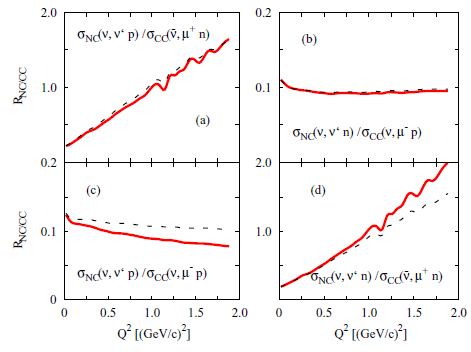 2.0
σNC(ν, ν‘ p) /σCC(ν̄, μ+ n)
1.0
RNC/CC
(a)
(b)
0.1
σNC(ν, ν‘ n) /σCC(ν, μ- p)
0.2
(c)
0.1
RNC/CC
σNC(ν, ν‘ p) /σCC(ν, μ- p)
0
0 0.5 1.0 1.5 2.0
Q2 [(GeV/c)2]
2.0
(d)
1.0
σNC(ν, ν‘ n) /σCC(ν̄, μ+ n)
0.0 0.5 1.0 1.5 2.0
Q2 [(GeV/c)2]